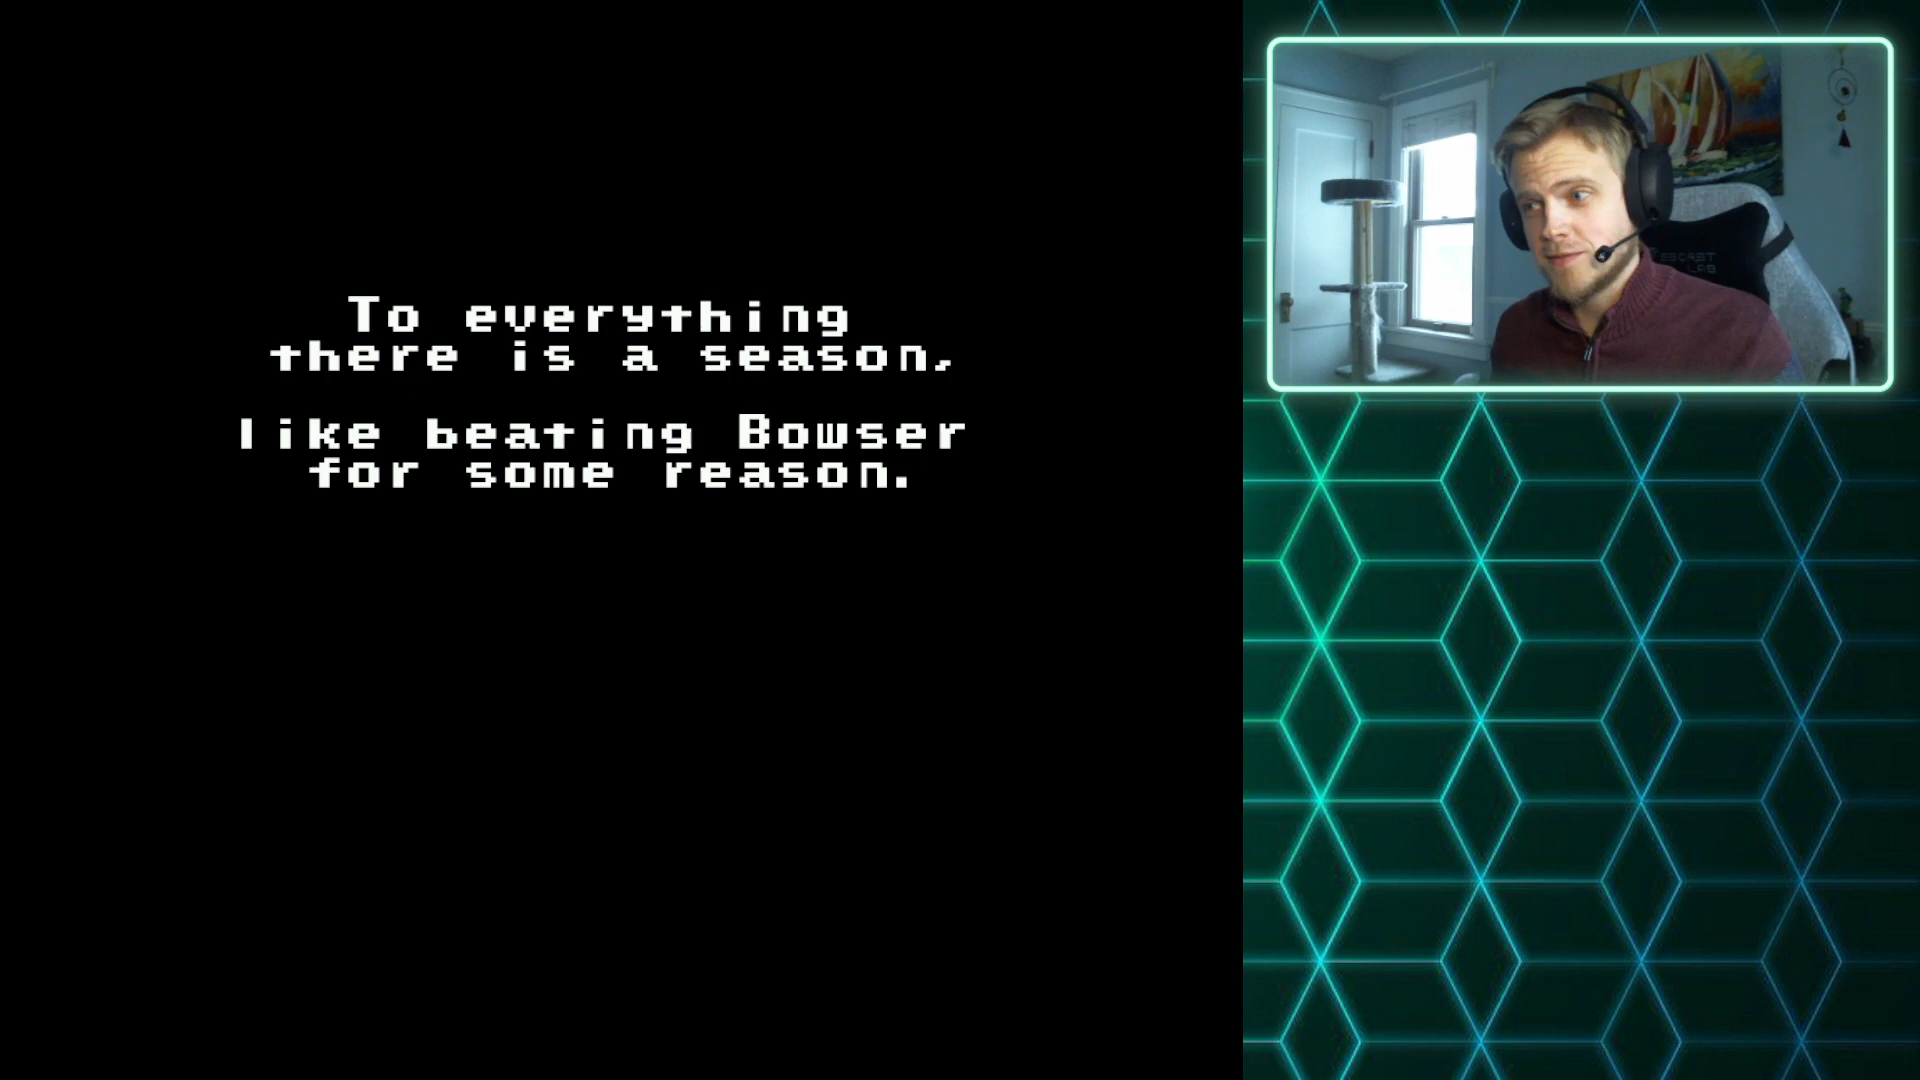 To everything
there is a season,
like beating Bowser
for some reason.